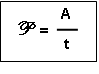 𝒫 = A / t